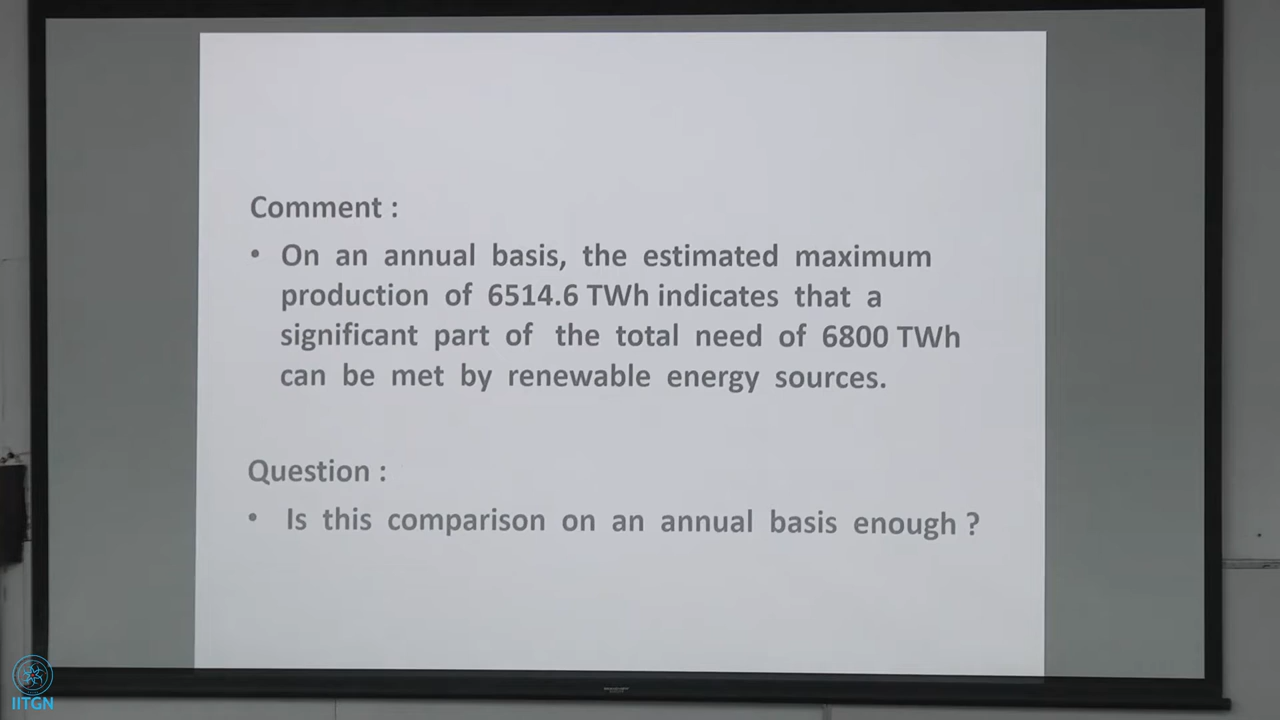 Comment :
• On an annual basis, the estimated maximum
production of 6514.6 TWh indicates that a
significant part of the total need of 6800 TWh
can be met by renewable energy sources.
Question :
• Is this comparison on an annual basis enough ?
IITGN